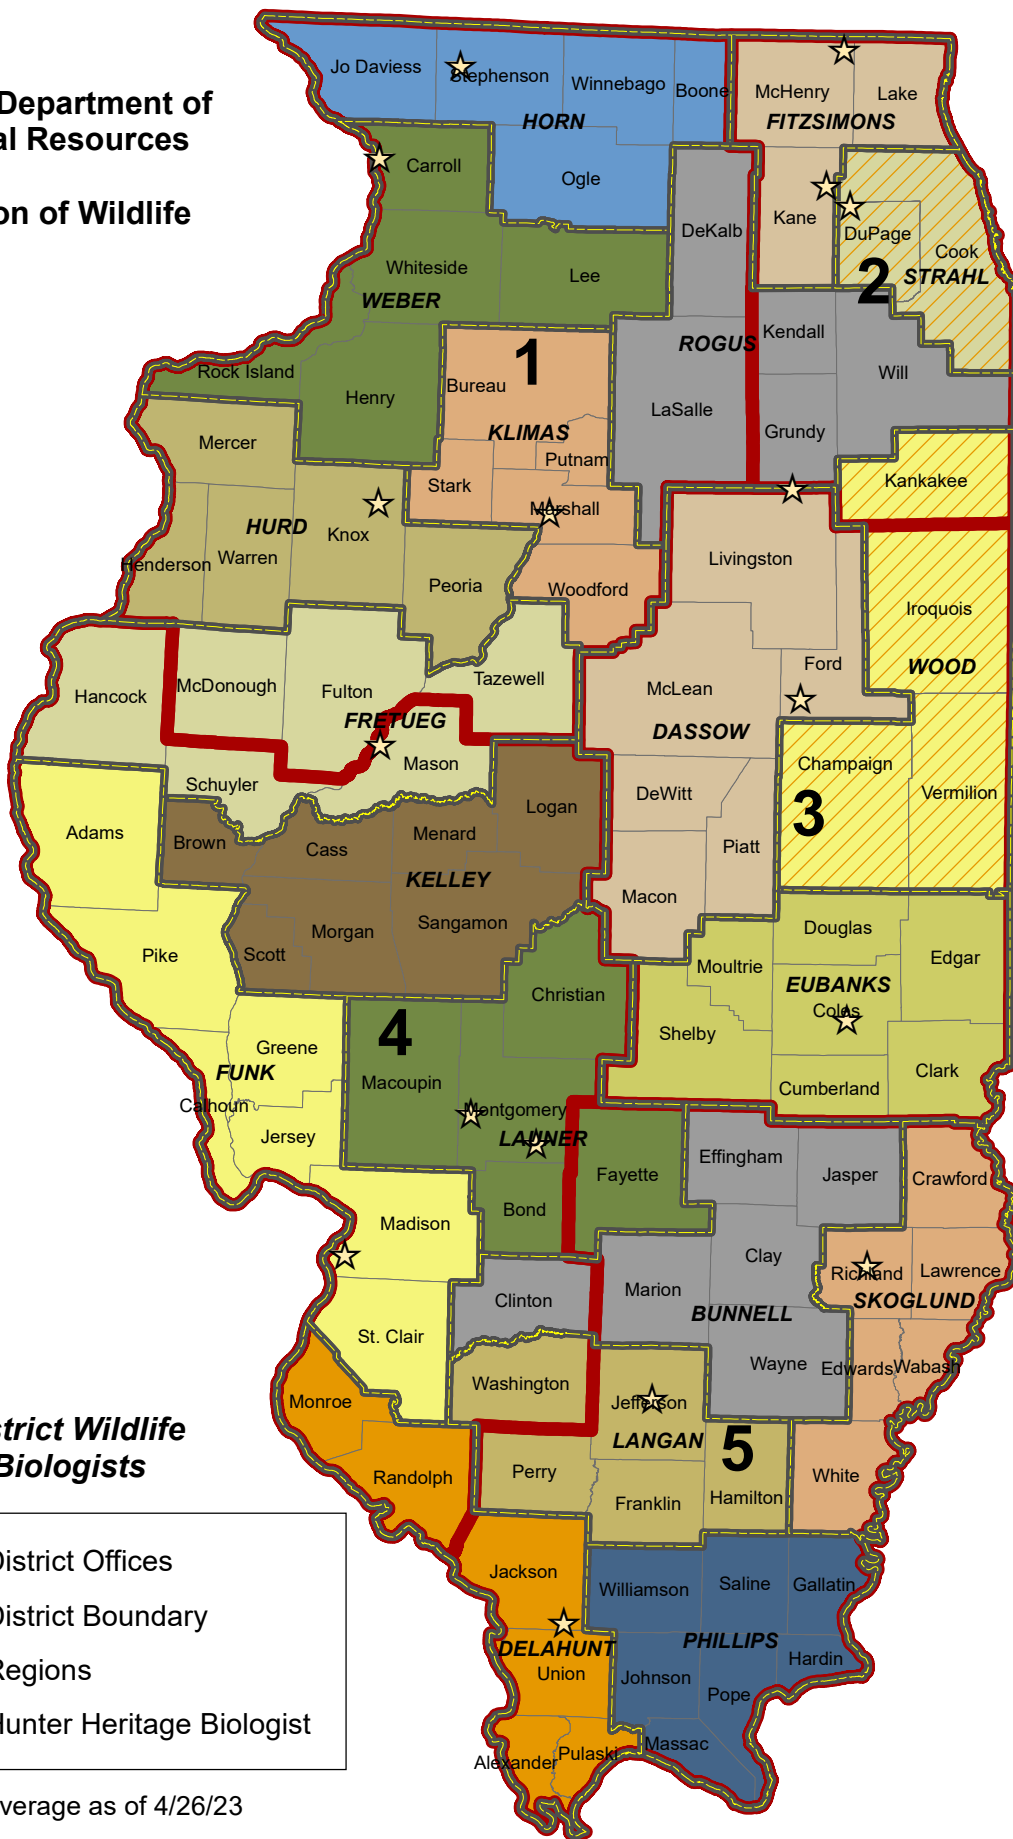 Department of
al Resources
on of Wildlife
Jo Daviess
Stephenson
Winnebago
Boone
McHenry
Lake
HORN
FITZSIMONS
Carroll
Ogle
DeKalb
Kane
DuPage
Cook
2
STRAHL
Whiteside
Lee
WEBER
ROGUS
Kendall
Will
1
Rock Island
Henry
Bureau
LaSalle
Grundy
KLIMAS
Putnam
Mercer
Stark
Marshall
Kankakee
Knox
HURD
Henderson
Warren
Peoria
Woodford
Livingston
Iroquois
Ford
WOOD
Hancock
McDonough
Fulton
Tazewell
McLean
FRETUEG
DASSOW
Mason
Champaign
Schuyler
DeWitt
Vermilion
Logan
3
Adams
Brown
Cass
Menard
Piatt
KELLEY
Macon
Sangamon
Morgan
Scott
Pike
Douglas
Edgar
Moultrie
EUBANKS
Christian
Coles
4
Shelby
Greene
FUNK
Macoupin
Clark
Cumberland
Calhoun
Montgomery
LAUNER
Jersey
Fayette
Effingham
Jasper
Crawford
Bond
Madison
Clay
Richland
Lawrence
Marion
SKOGLUND
Clinton
BUNNELL
St. Clair
Wayne
Edwards
Wabash
Washington
Monroe
Jefferson
LANGAN
5
strict Wildlife
Biologists
Randolph
Perry
White
Franklin
Hamilton
District Offices
Jackson
Williamson
Saline
Gallatin
District Boundary
DELAHUNT
PHILLIPS
Regions
Union
Johnson
Hardin
Pope
Hunter Heritage Biologist
Alexander
Pulaski
Massac
verage as of 4/26/23